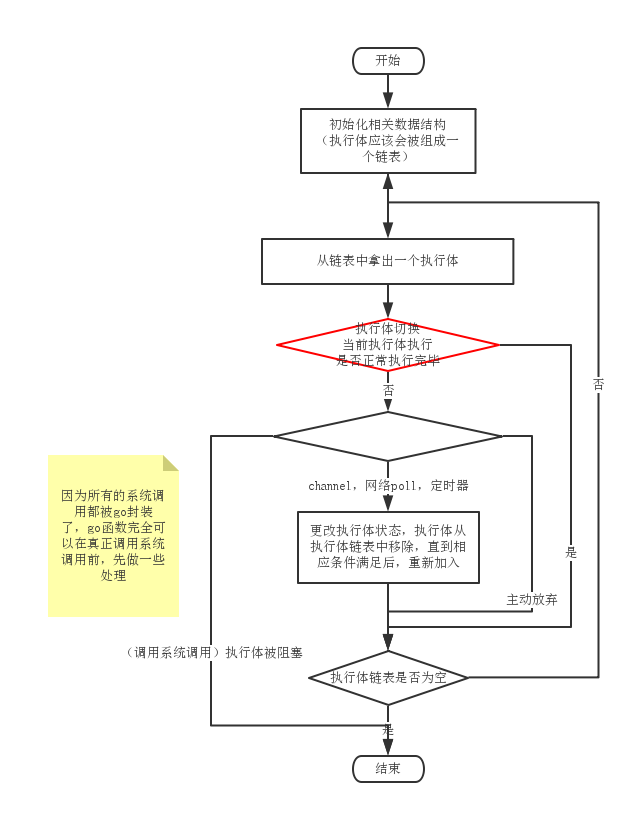 开始
初始化相关数据结构
（执行体应该会被组成一
个链表）
从链表中拿出一个执行体
执行体切换
当前执行体执行
是否正常执行完毕
否
否
channel，网络poll，定时器
因为所有的系统调
用都被go封装
了，go函数完全可
以在真正调用系统
调用前，先做一些
处理
更改执行体状态，执行体从
执行体链表中移除，直到相
应条件满足后，重新加入
是
主动放弃
（调用系统调用）执行体被阻塞
执行体链表是否为空
是
结束